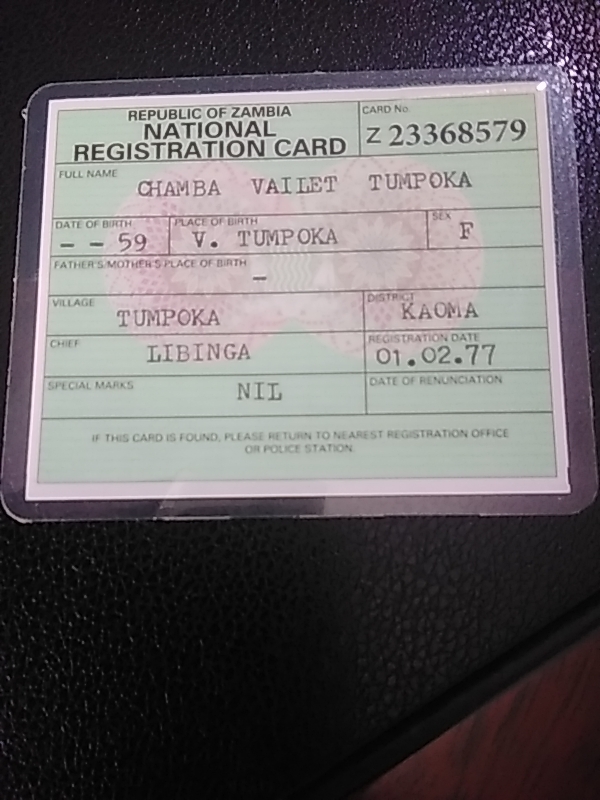 REPUBLIC OF ZAMBIA
NATIONAL
REGISTRATION CARD
CARD No.
Z 23368579
FULL NAME
CHAMBA VAILET TUMPOKA
DATE OF BIRTH
– – 59
PLACE OF BIRTH
V. TUMPOKA
SEX
F
FATHER'S/MOTHER'S PLACE OF BIRTH
–
VILLAGE
TUMPOKA
DISTRICT
KAOMA
CHIEF
LIBINGA
REGISTRATION DATE
01.02.77
SPECIAL MARKS
NIL
DATE OF RENUNCIATION
IF THIS CARD IS FOUND, PLEASE RETURN TO NEAREST REGISTRATION OFFICE
OR POLICE STATION.